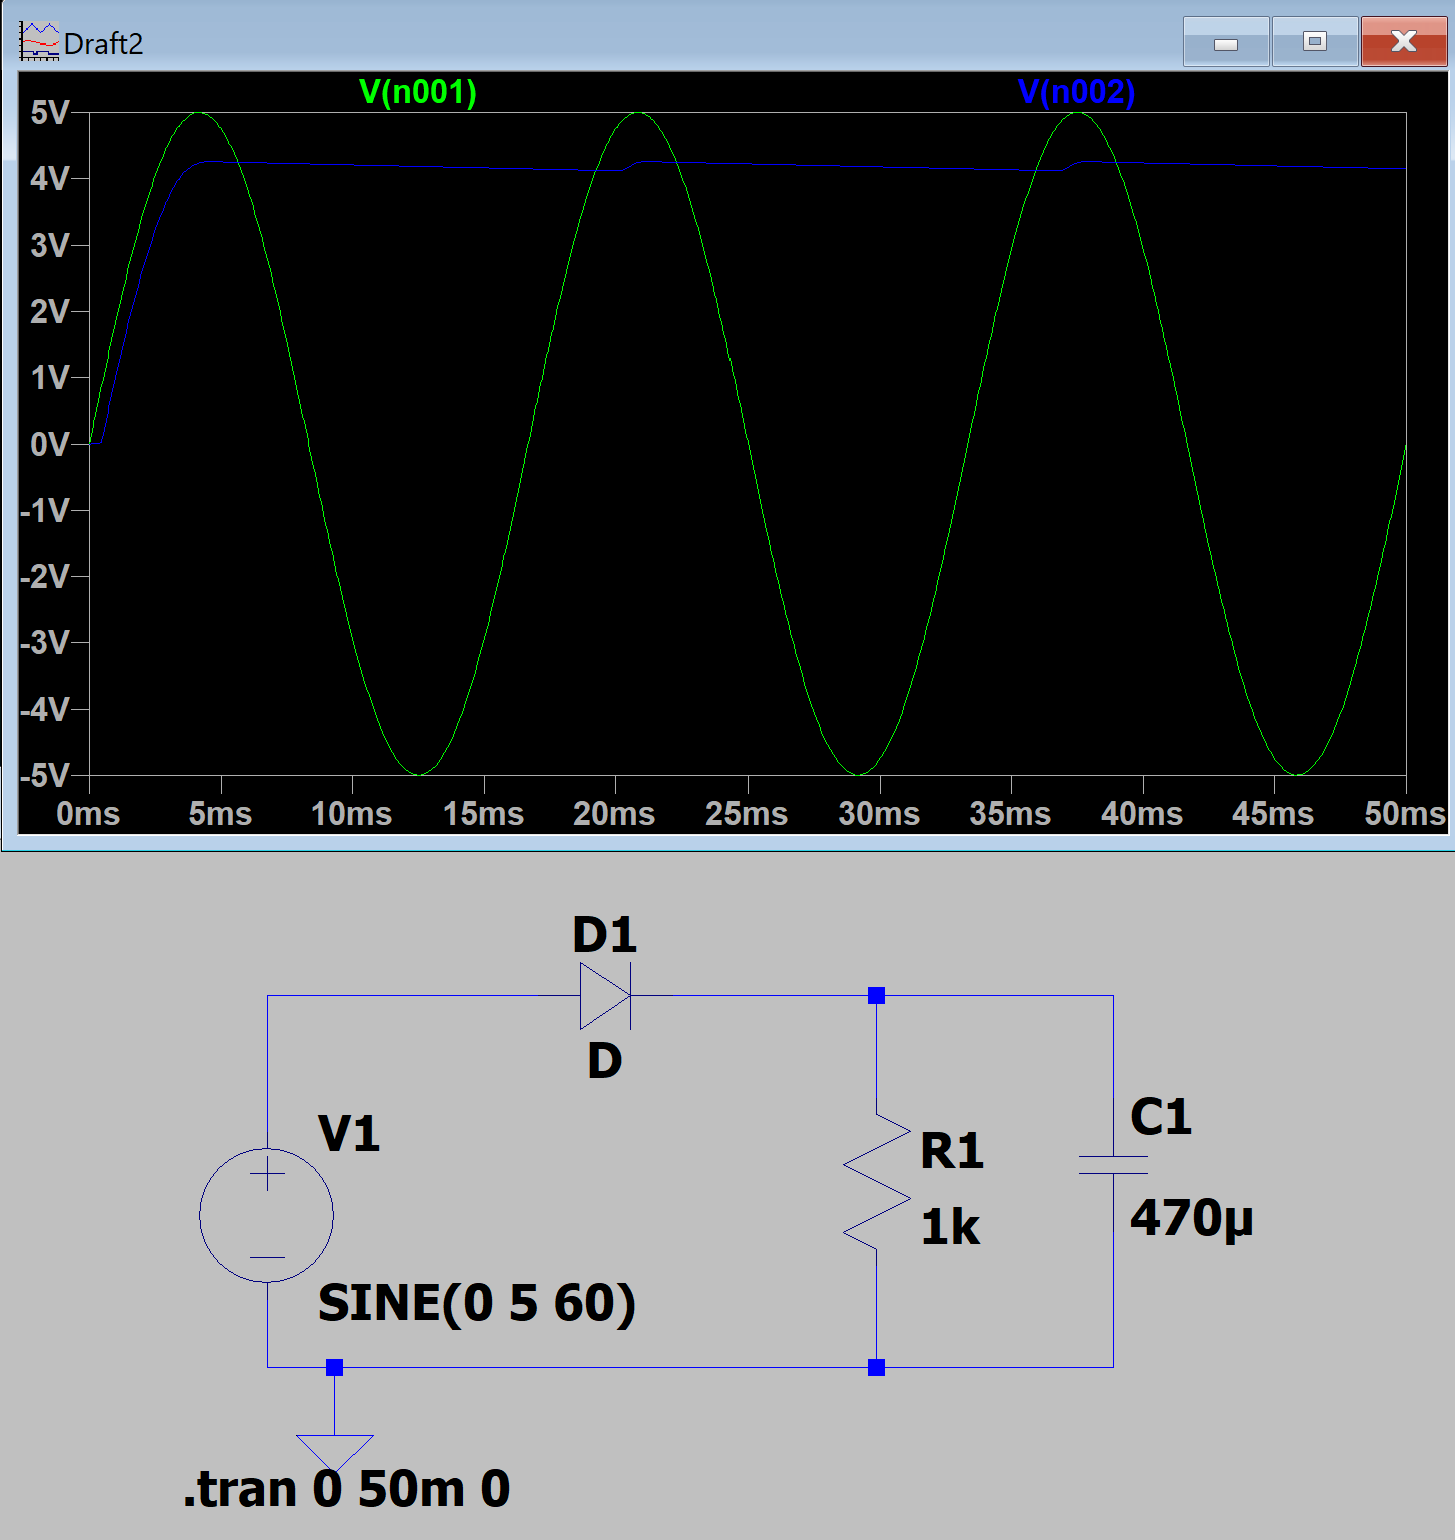 Draft2
V(n001) V(n002)
5V
4V
3V
2V
1V
0V
-1V
-2V
-3V
-4V
-5V
0ms 5ms 10ms 15ms 20ms 25ms 30ms 35ms 40ms 45ms 50ms
D1
D
V1
SINE(0 5 60)
R1
1k
C1
470µ
.tran 0 50m 0